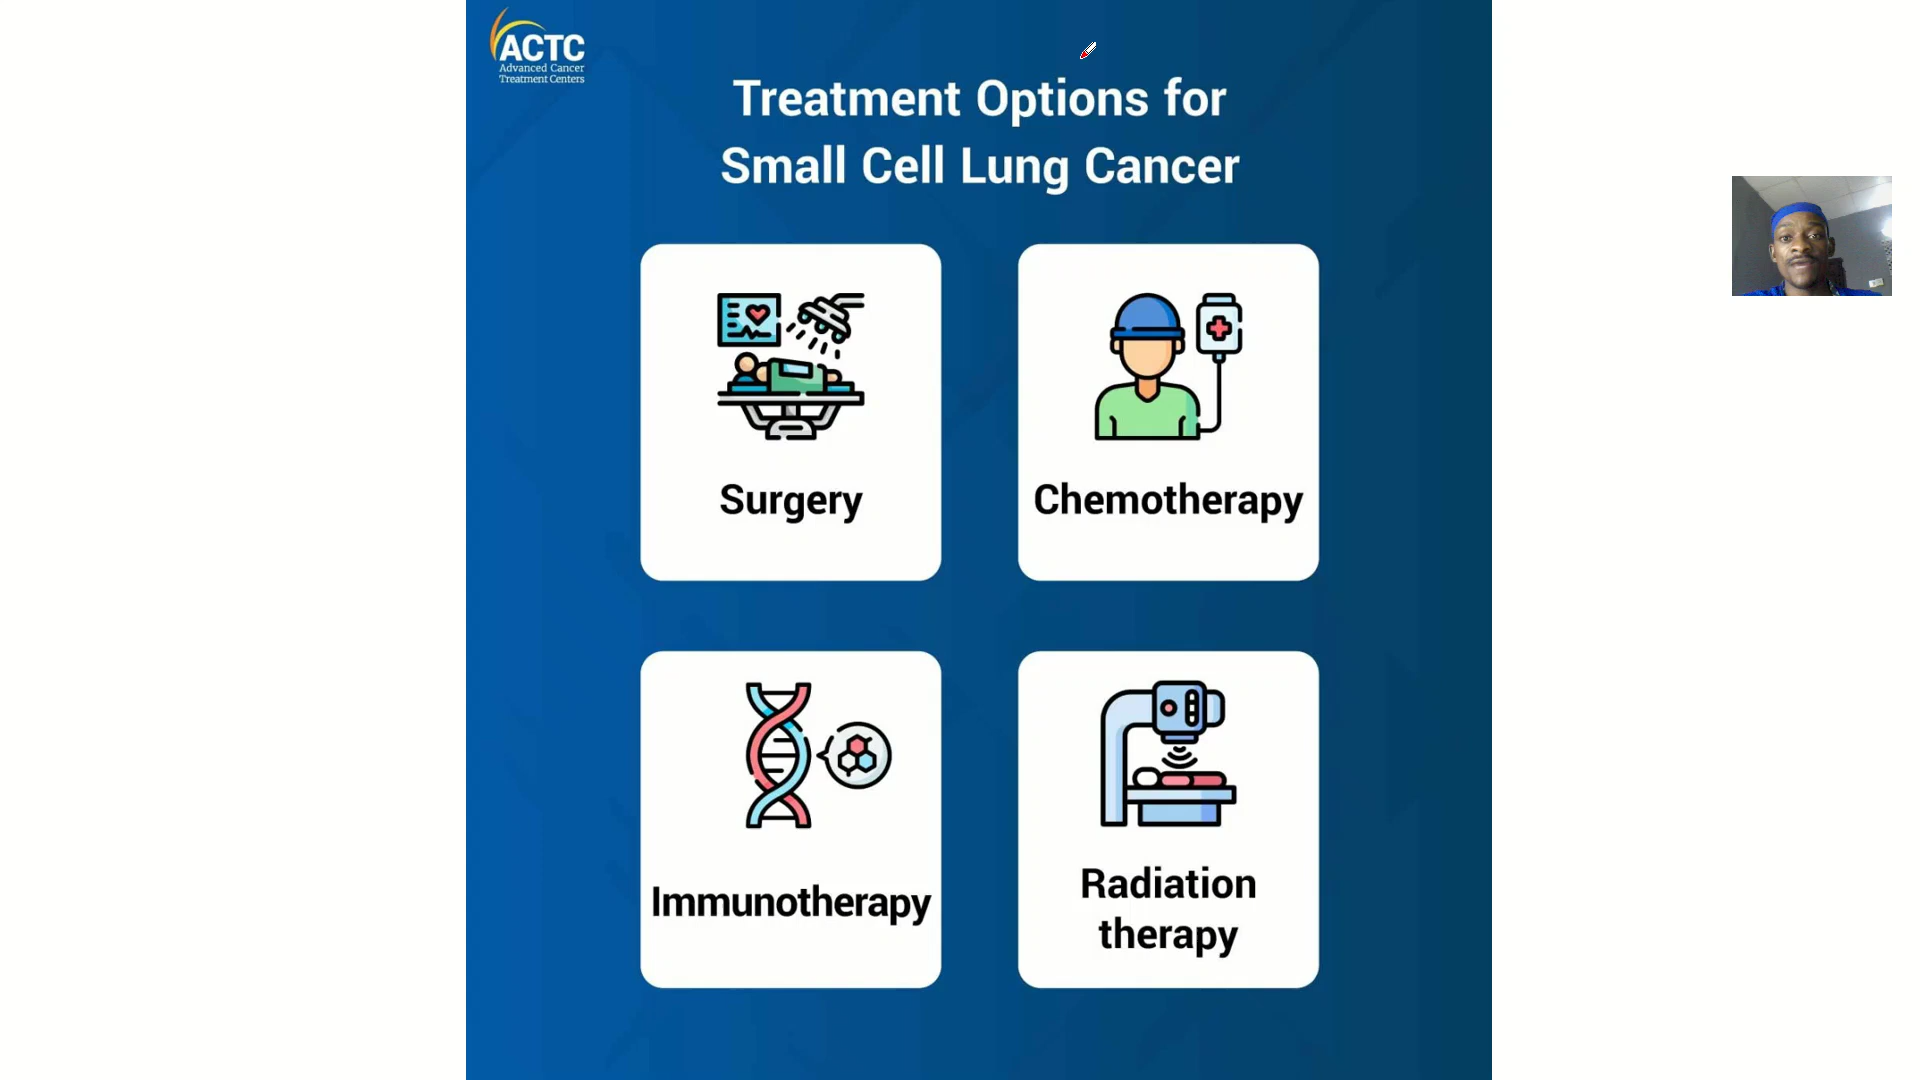 ACTC
Advanced Cancer
Treatment Centers
Treatment Options for
Small Cell Lung Cancer
Surgery
Chemotherapy
Immunotherapy
Radiation
therapy